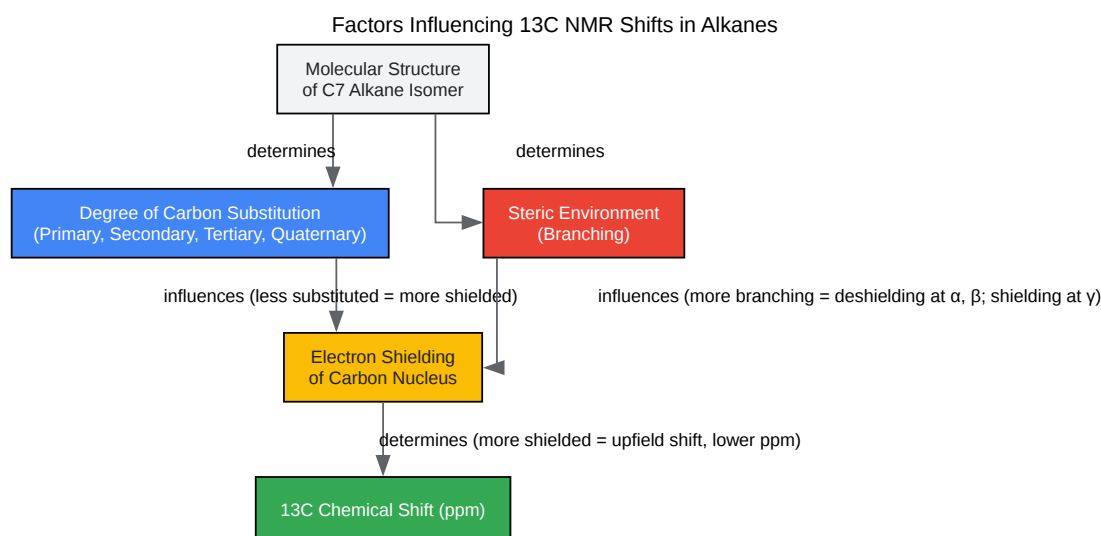 Factors Influencing 13C NMR Shifts in Alkanes
Molecular Structure
of C7 Alkane Isomer
determines
determines
Degree of Carbon Substitution
(Primary, Secondary, Tertiary, Quaternary)
Steric Environment
(Branching)
influences (less substituted = more shielded)
influences (more branching = deshielding at α, β; shielding at γ)
Electron Shielding
of Carbon Nucleus
determines (more shielded = upfield shift, lower ppm)
13C Chemical Shift (ppm)